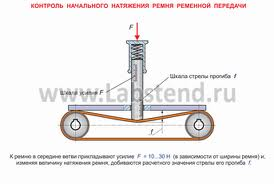 КОНТРОЛЬ НАЧАЛЬНОГО НАТЯЖЕНИЯ РЕМНЯ РЕМЕННОЙ ПЕРЕДАЧИ
F
Шкала усилия F
Шкала стрелы прогиба f
www.Labstend.ru
f
К ремню в середине ветви прикладывают усилие F = 10...30 Н (в зависимости от ширины ремня) и,
изменяя величину натяжения ремня, добиваются расчетного значения стрелы его прогиба f.